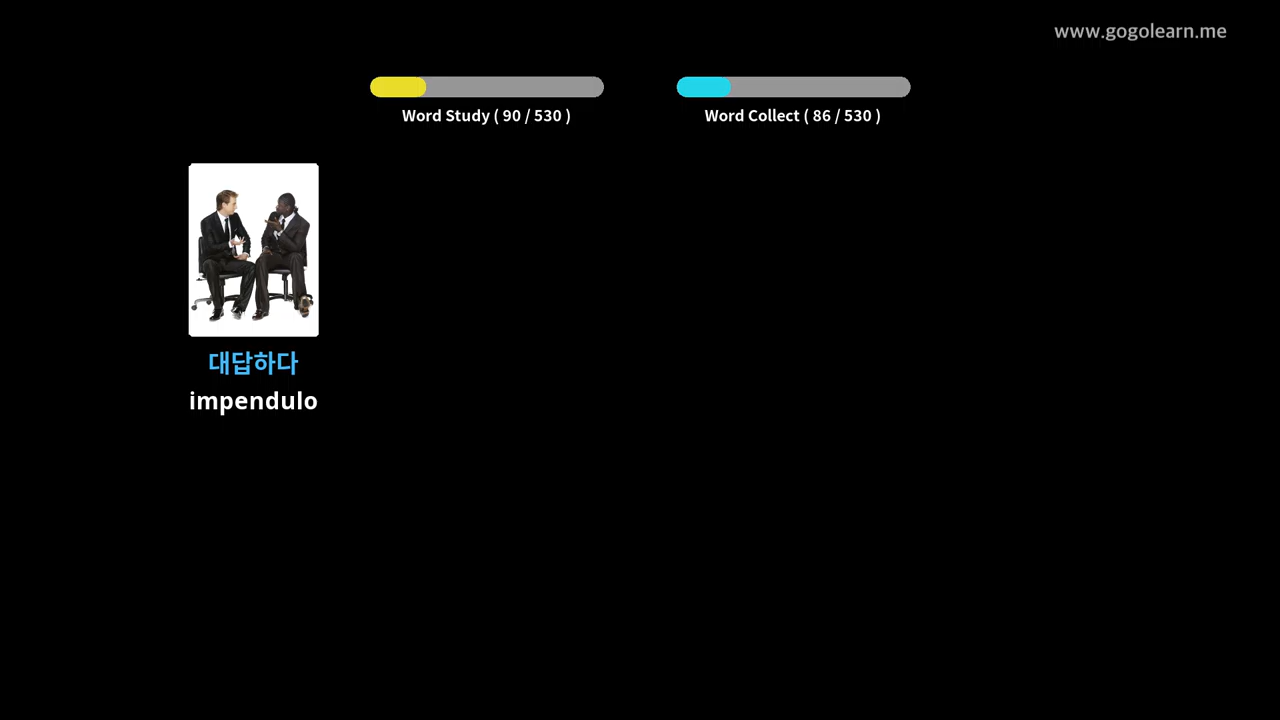 www.gogolearn.me
Word Study ( 90 / 530 )
Word Collect ( 86 / 530 )
대답하다
impendulo